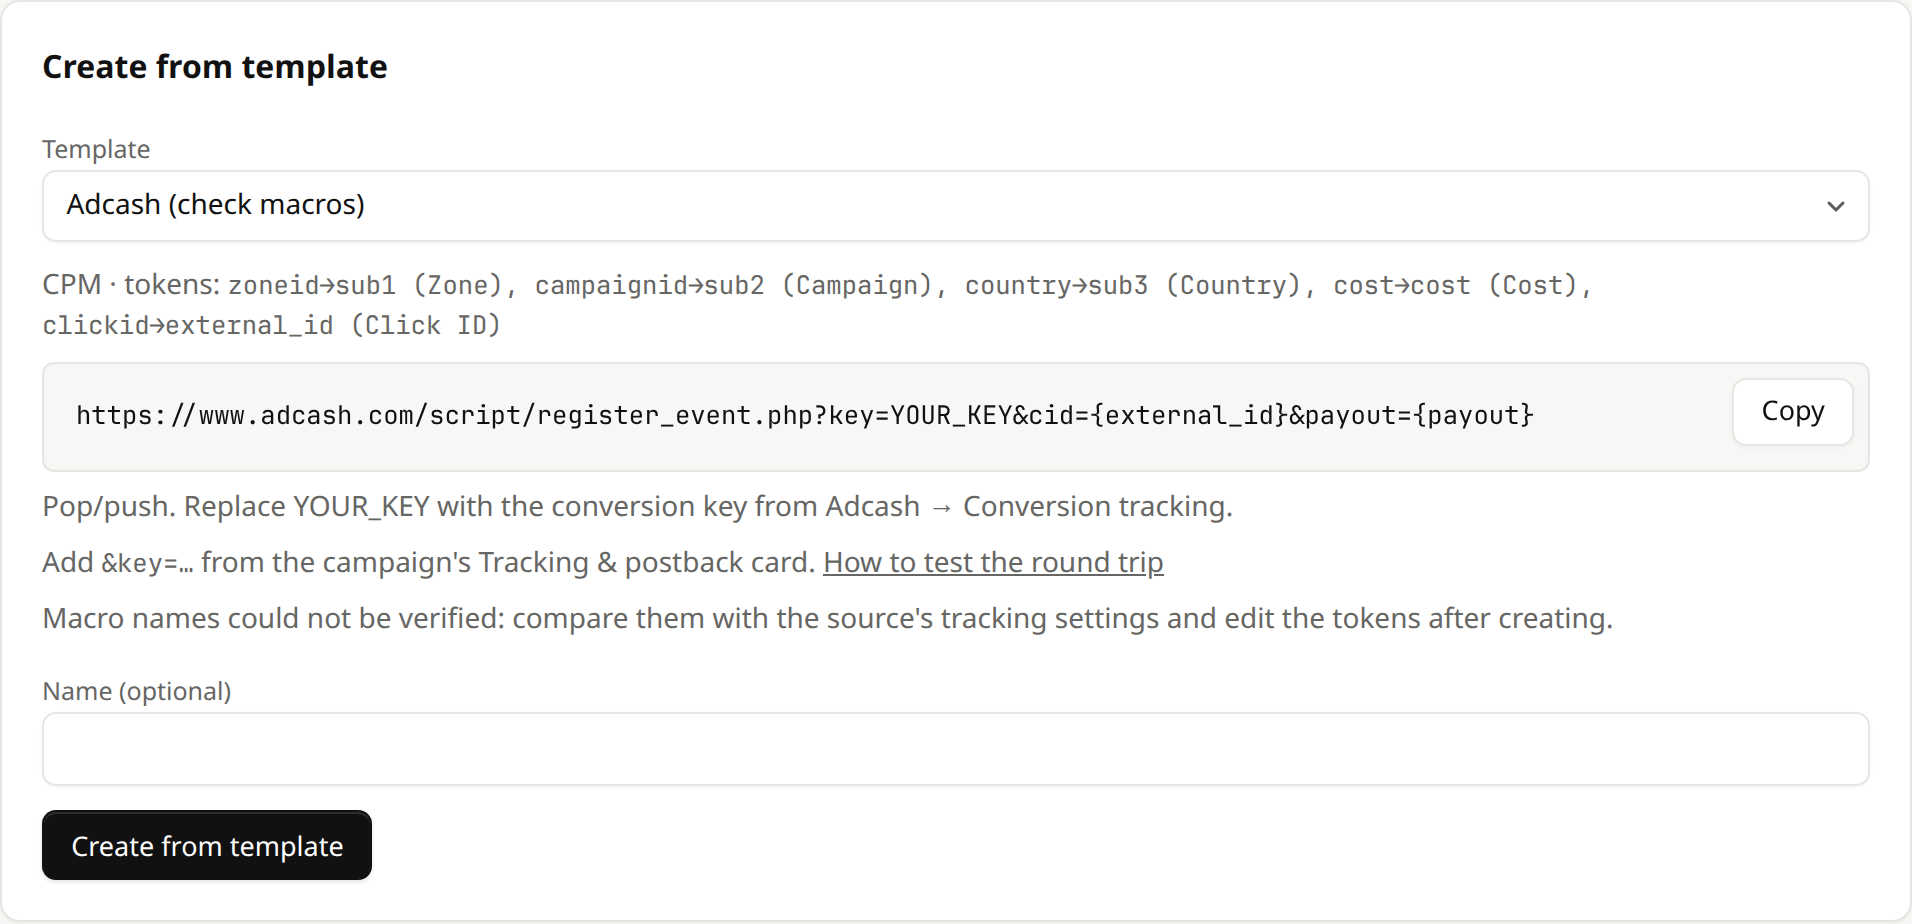 Create from template
Template
Adcash (check macros)
CPM · tokens: zoneid→sub1 (Zone), campaignid→sub2 (Campaign), country→sub3 (Country), cost→cost (Cost),
clickid→external_id (Click ID)
https://www.adcash.com/script/register_event.php?key=YOUR_KEY&cid={external_id}&payout={payout}
Copy
Pop/push. Replace YOUR_KEY with the conversion key from Adcash → Conversion tracking.
Add &key=… from the campaign's Tracking & postback card. How to test the round trip
Macro names could not be verified: compare them with the source's tracking settings and edit the tokens after creating.
Name (optional)
Create from template